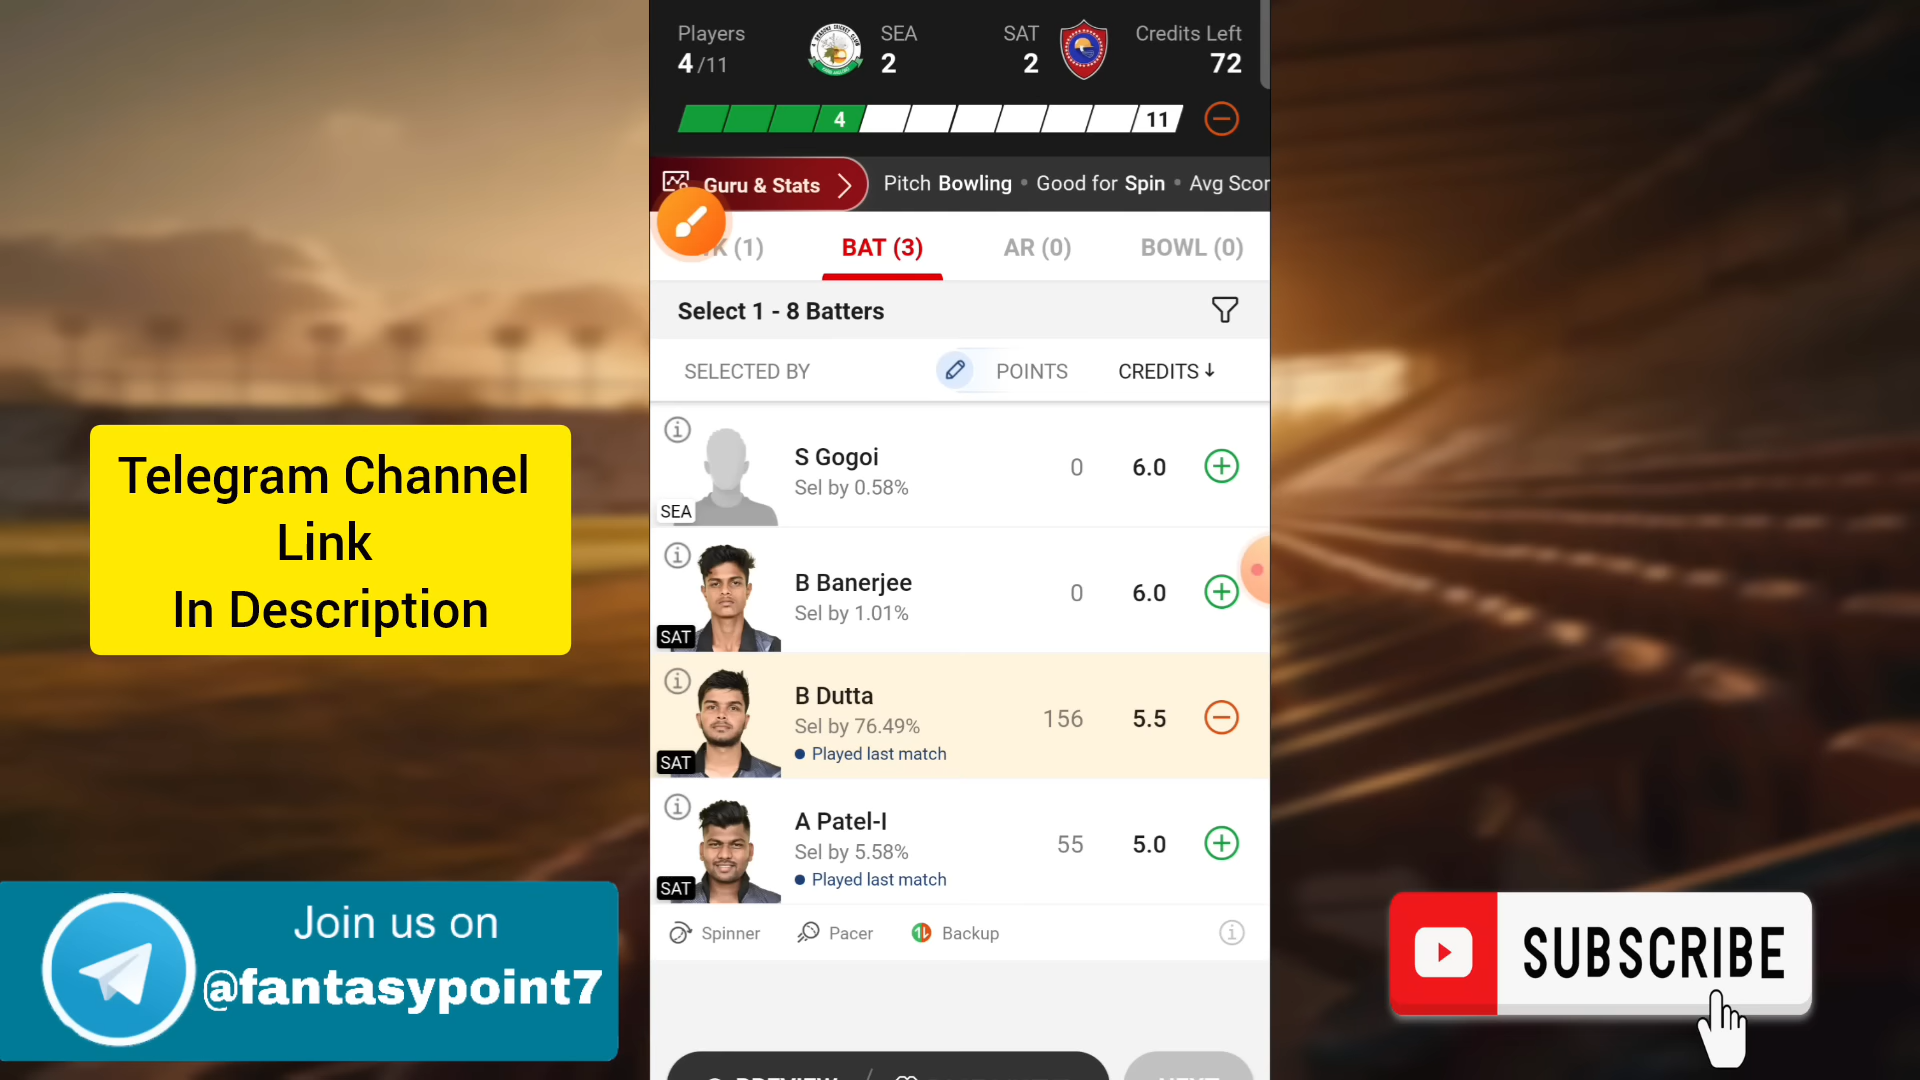 Players
4 /11
SEA
2
SAT
2
Credits Left
72
4
11
Guru & Stats
Pitch Bowling • Good for Spin • Avg Scor
K (1)
BAT (3)
AR (0)
BOWL (0)
Select 1 - 8 Batters
SELECTED BY
POINTS
CREDITS ↓
S Gogoi
Sel by 0.58%
SEA
0
6.0
B Banerjee
Sel by 1.01%
SAT
0
6.0
B Dutta
Sel by 76.49%
Played last match
SAT
156
5.5
A Patel-I
Sel by 5.58%
Played last match
SAT
55
5.0
Spinner
Pacer
Backup
PREVIEW
NEXT
Telegram Channel
Link
In Description
Join us on
@fantasypoint7
SUBSCRIBE